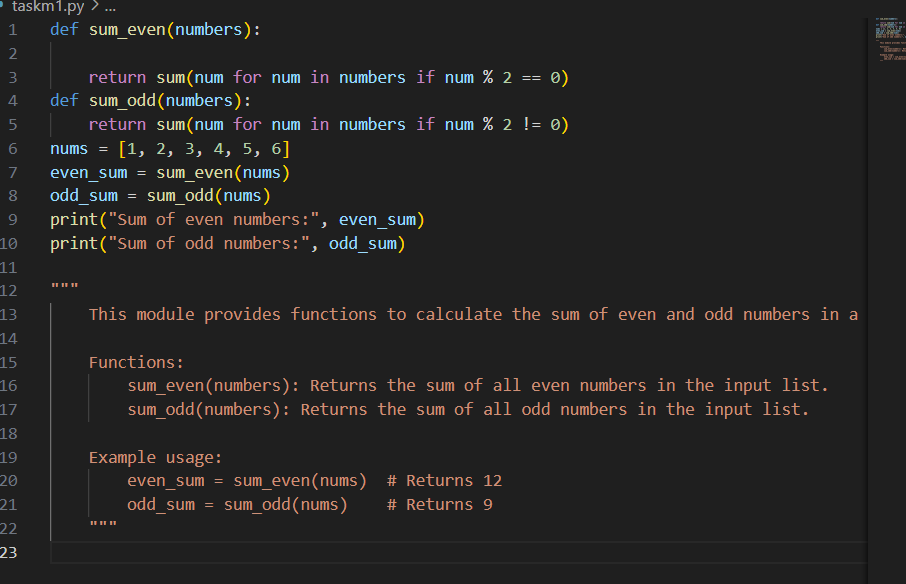 taskm1.py > ...
1 def sum_even(numbers):
2
3     return sum(num for num in numbers if num % 2 == 0)
4 def sum_odd(numbers):
5     return sum(num for num in numbers if num % 2 != 0)
6 nums = [1, 2, 3, 4, 5, 6]
7 even_sum = sum_even(nums)
8 odd_sum = sum_odd(nums)
9 print("Sum of even numbers:", even_sum)
10 print("Sum of odd numbers:", odd_sum)
11
12 """
13     This module provides functions to calculate the sum of even and odd numbers in a
14
15     Functions:
16         sum_even(numbers): Returns the sum of all even numbers in the input list.
17         sum_odd(numbers): Returns the sum of all odd numbers in the input list.
18
19     Example usage:
20         even_sum = sum_even(nums)  # Returns 12
21         odd_sum = sum_odd(nums)    # Returns 9
22     """
23